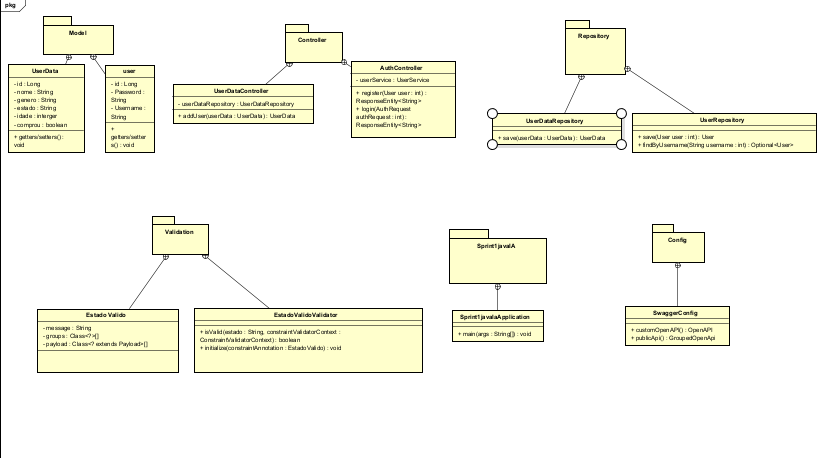 pkg
Model
UserData
- id : Long
- nome : String
- genero : String
- estado : String
- idade : interger
- comprou : boolean
+ getters/setters() :
void
user
- id : Long
- Password :
String
- Username :
String
+
getters/setter
s() : void
Controller
UserDataController
- userDataRepository : UserDataRepository
+ addUser(userData : UserData) : UserData
AuthController
- userService : UserService
+ register(User user : int) :
ResponseEntity<String>
+ login(AuthRequest
authRequest : int) :
ResponseEntity<String>
Repository
UserDataRepository
+ save(userData : UserData) : UserData
UserRepository
+ save(User user : int) : User
+ findByUsername(String username : int) : Optional<User>
Validation
Estado Valido
- message : String
- groups : Class<?>[]
- payload : Class<? extends Payload>[]
EstadoValidoValidator
+ isValid(estado : String, constraintValidatorContext :
ConstraintValidatorContext) : boolean
+ initialize(constraintAnnotation : EstadoValido) : void
Sprint1javaIA
Sprint1javaIaApplication
+ main(args : String[]) : void
Config
SwaggerConfig
+ customOpenAPI() : OpenAPI
+ publicApi() : GroupedOpenApi